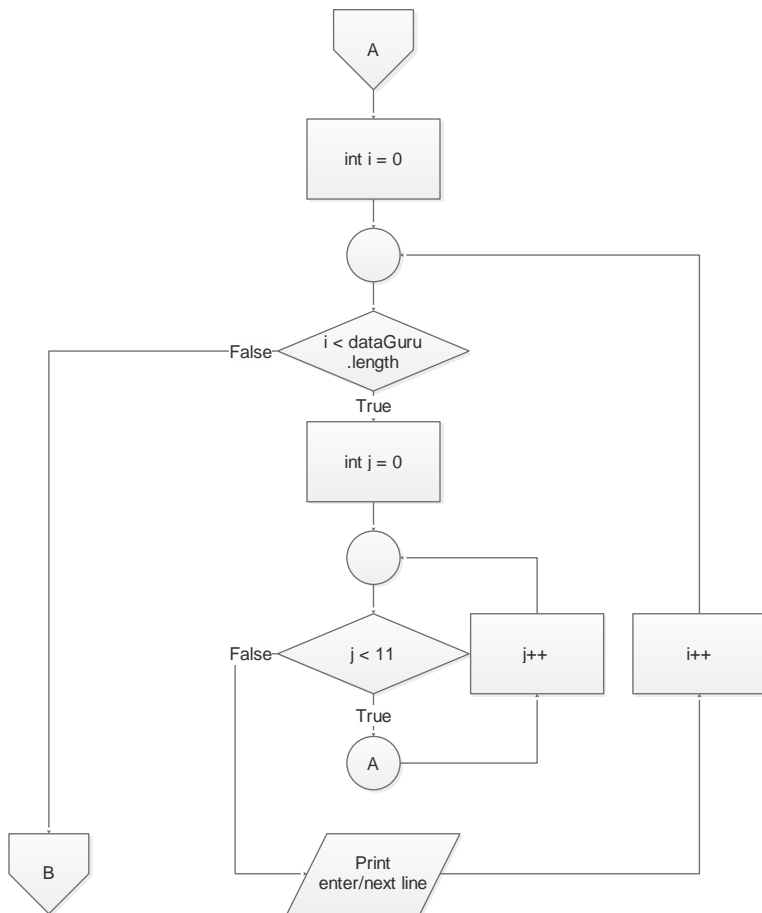 A
int i = 0
i < dataGuru
.length
False
True
int j = 0
j < 11
False
j++
i++
True
A
B
Print
enter/next line